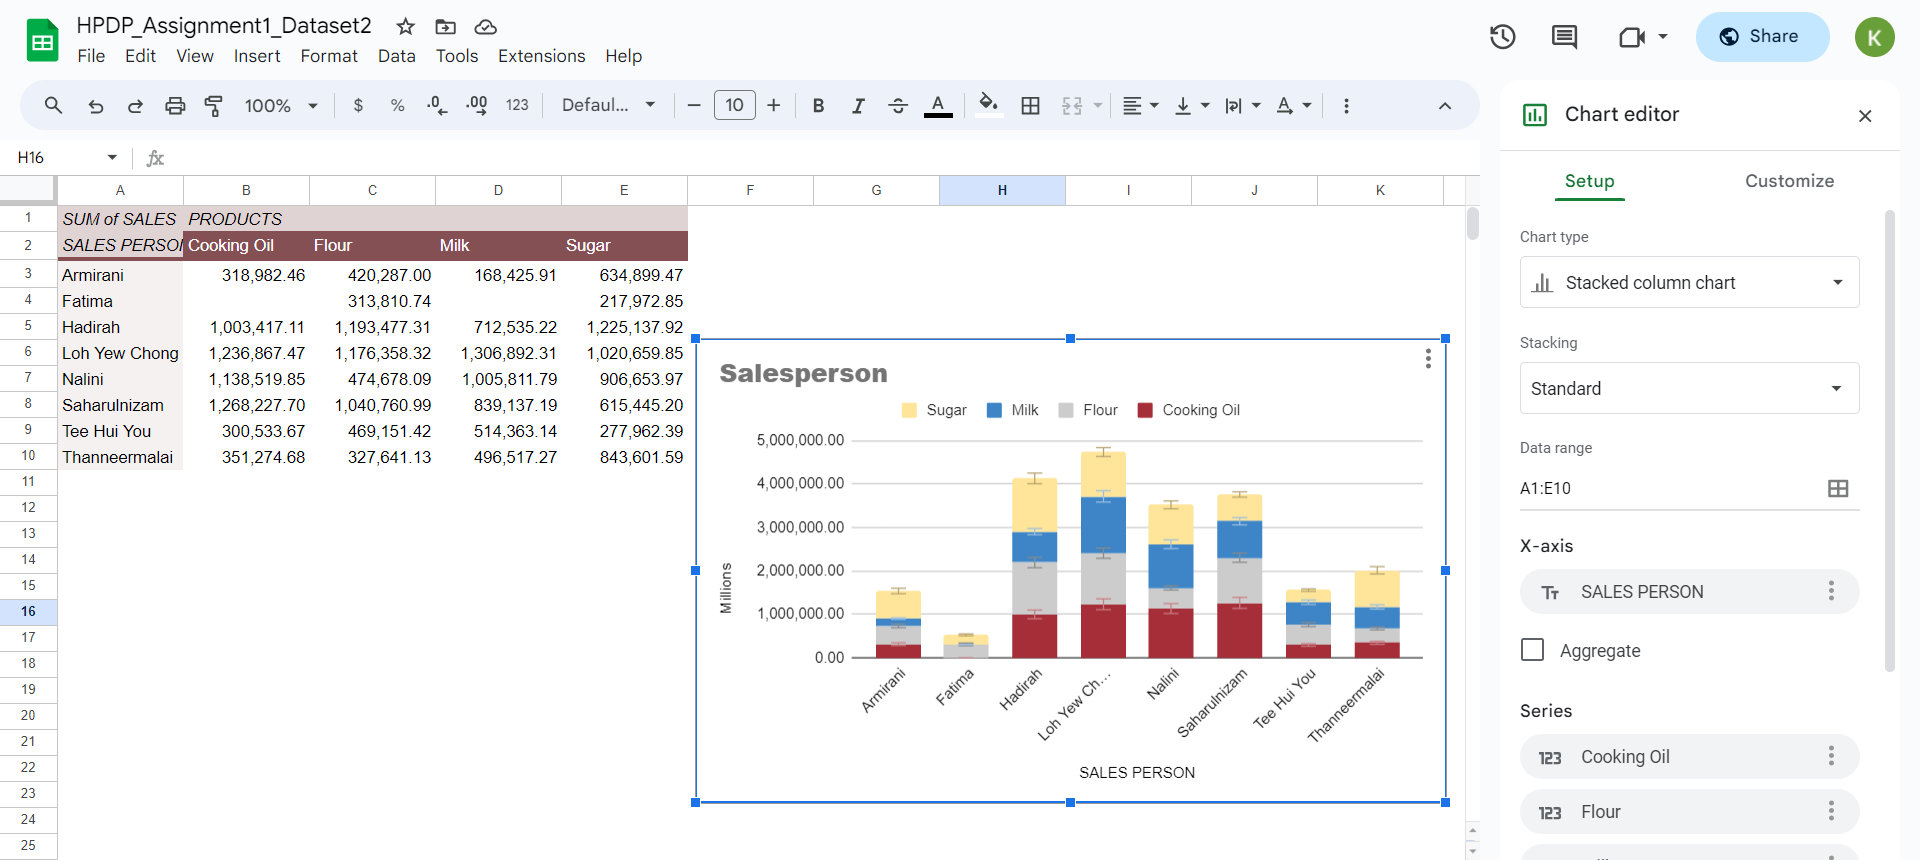 HPDP_Assignment1_Dataset2
File Edit View Insert Format Data Tools Extensions Help
Share
K
100% $ % .0 .00 123 Defaul... 10 B I A
H16 fx
Chart editor
Setup Customize
A B C D E F G H I J K
1 SUM of SALES PRODUCTS
2 SALES PERSON Cooking Oil Flour Milk Sugar
3 Armirani 318,982.46 420,287.00 168,425.91 634,899.47
4 Fatima 313,810.74 217,972.85
5 Hadirah 1,003,417.11 1,193,477.31 712,535.22 1,225,137.92
6 Loh Yew Chong 1,236,867.47 1,176,358.32 1,306,892.31 1,020,659.85
7 Nalini 1,138,519.85 474,678.09 1,005,811.79 906,653.97
8 Saharulnizam 1,268,227.70 1,040,760.99 839,137.19 615,445.20
9 Tee Hui You 300,533.67 469,151.42 514,363.14 277,962.39
10 Thanneermalai 351,274.68 327,641.13 496,517.27 843,601.59
11
12
13
14
15
16
17
18
19
20
21
22
23
24
25
Salesperson
Sugar Milk Flour Cooking Oil
5,000,000.00
4,000,000.00
3,000,000.00
2,000,000.00
1,000,000.00
0.00
Millions
Armirani Fatima Hadirah Loh Yew Ch... Nalini Saharulnizam Tee Hui You Thanneermalai
SALES PERSON
Chart type
Stacked column chart
Stacking
Standard
Data range
A1:E10
X-axis
Tт SALES PERSON
Aggregate
Series
123 Cooking Oil
123 Flour